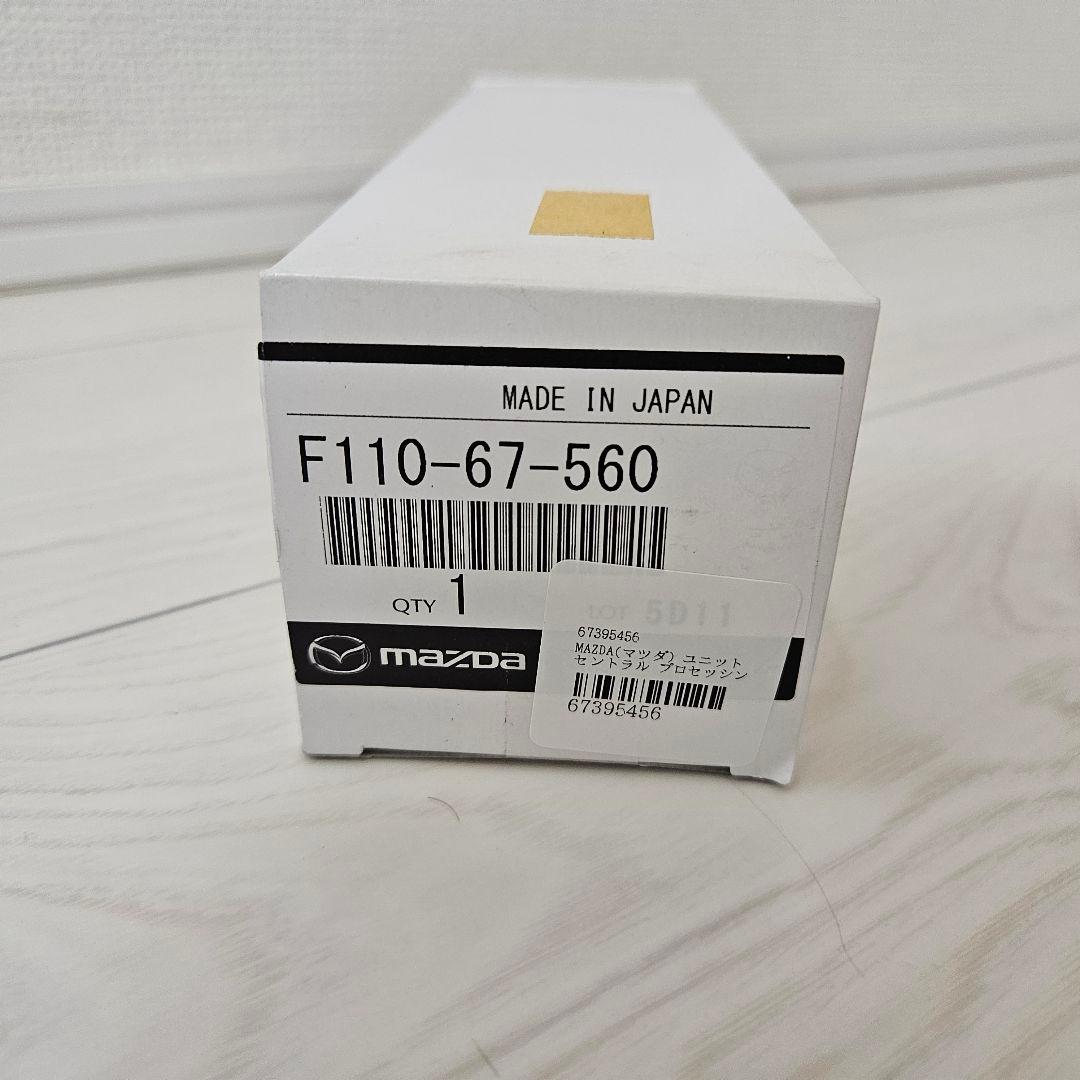 MADE IN JAPAN
F110-67-560
QTY 1
LOT 5D11
mazda
67395456
MAZDA(マツダ) ユニット
セントラル プロセッシン
67395456